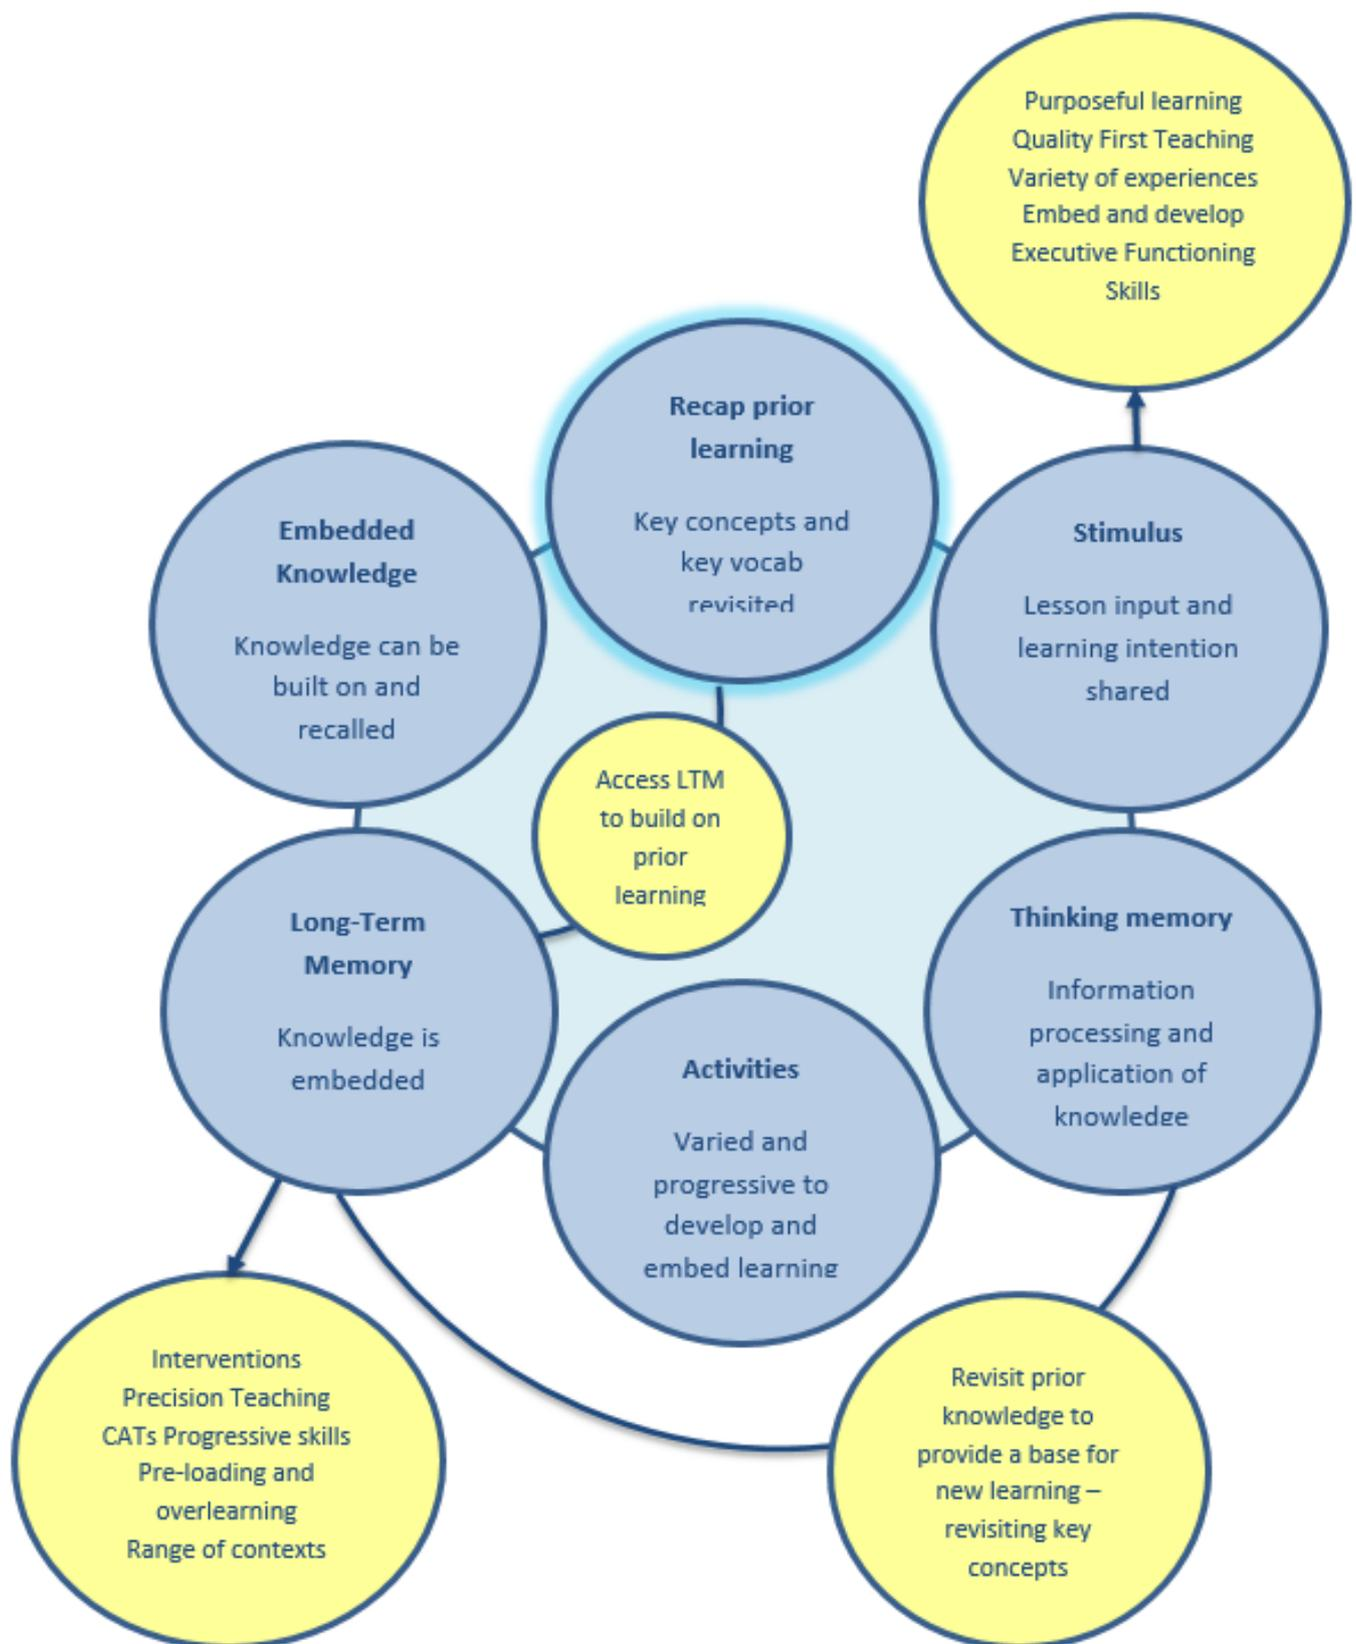 Purposeful learning
Quality First Teaching
Variety of experiences
Embed and develop
Executive Functioning
Skills
Recap prior
learning
Key concepts and
key vocab
revisited
Stimulus
Lesson input and
learning intention
shared
Embedded
Knowledge
Knowledge can be
built on and
recalled
Access LTM
to build on
prior
learning
Thinking memory
Information
processing and
application of
knowledge
Long-Term
Memory
Knowledge is
embedded
Activities
Varied and
progressive to
develop and
embed learning
Interventions
Precision Teaching
CATs Progressive skills
Pre-loading and
overlearning
Range of contexts
Revisit prior
knowledge to
provide a base for
new learning –
revisiting key
concepts